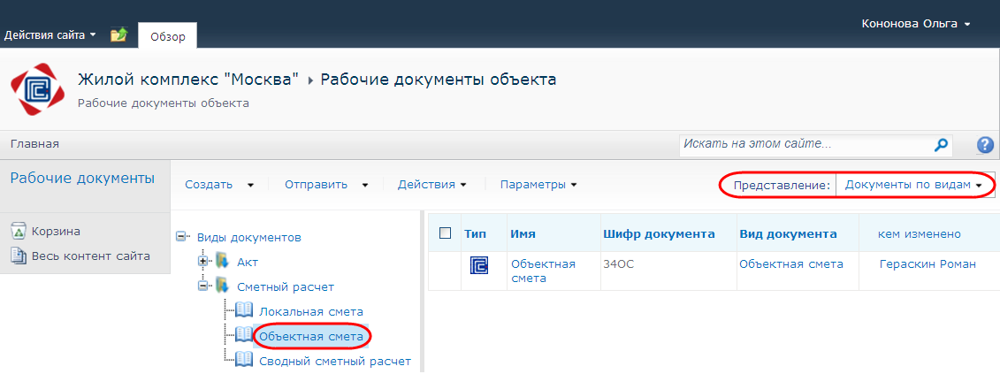 Кононова Ольга
Действия сайта
Обзор
Жилой комплекс "Москва" Рабочие документы объекта
Рабочие документы объекта
Главная
Искать на этом сайте...
Рабочие документы
Создать Отправить Действия Параметры Представление: Документы по видам
Корзина
Весь контент сайта
Виды документов
Акт
Сметный расчет
Локальная смета
Объектная смета
Сводный сметный расчет
Тип Имя Шифр документа Вид документа кем изменено
Объектная смета 34ОС Объектная смета Гераскин Роман